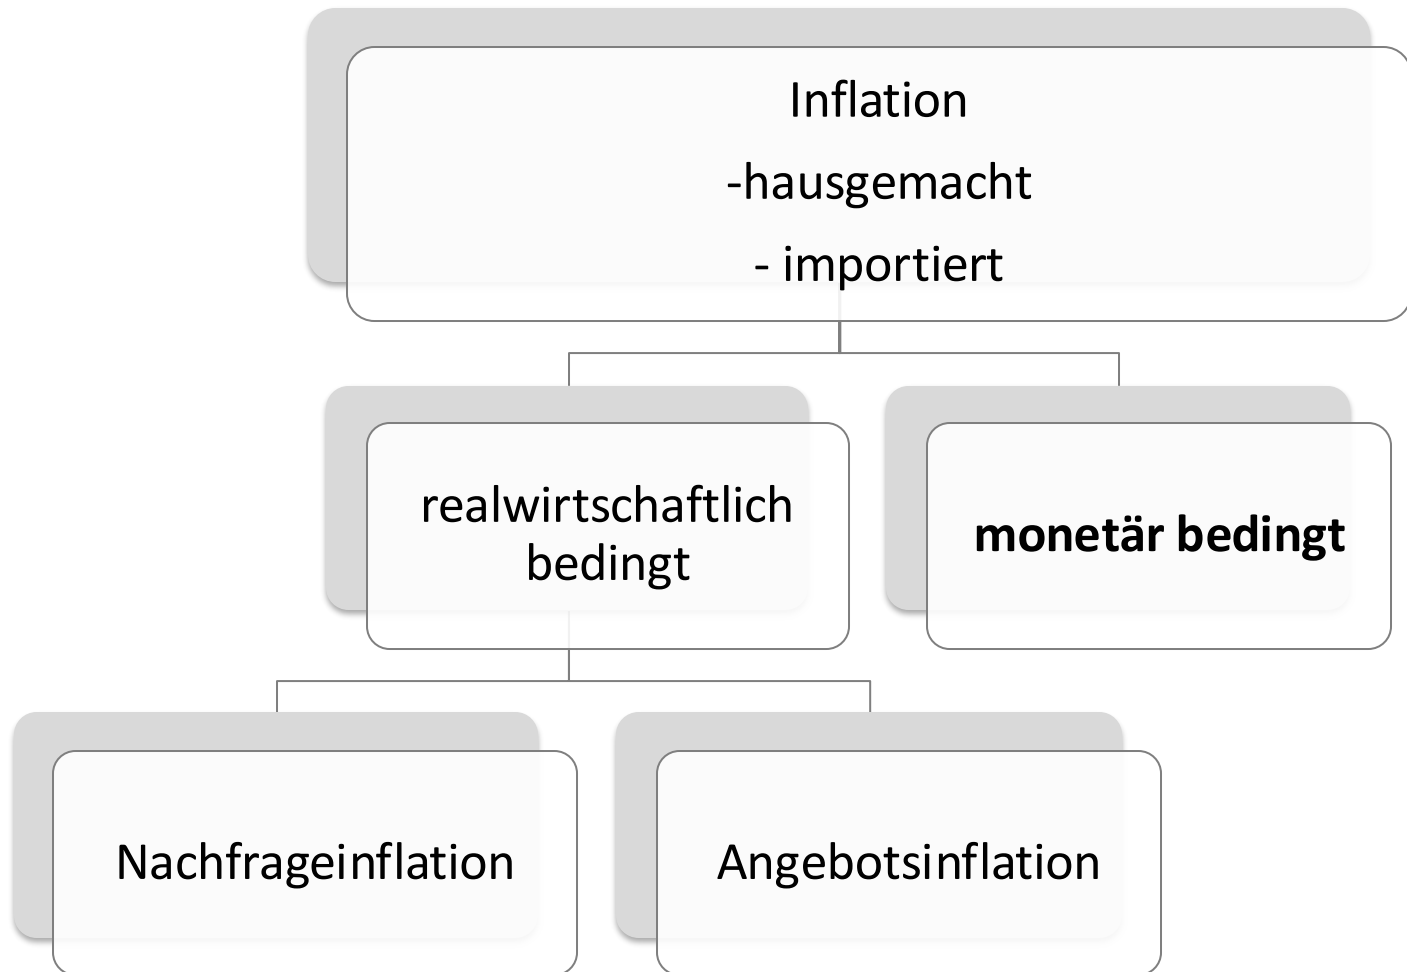 Inflation
-hausgemacht
- importiert
realwirtschaftlich
bedingt
monetär bedingt
Nachfrageinflation
Angebotsinflation